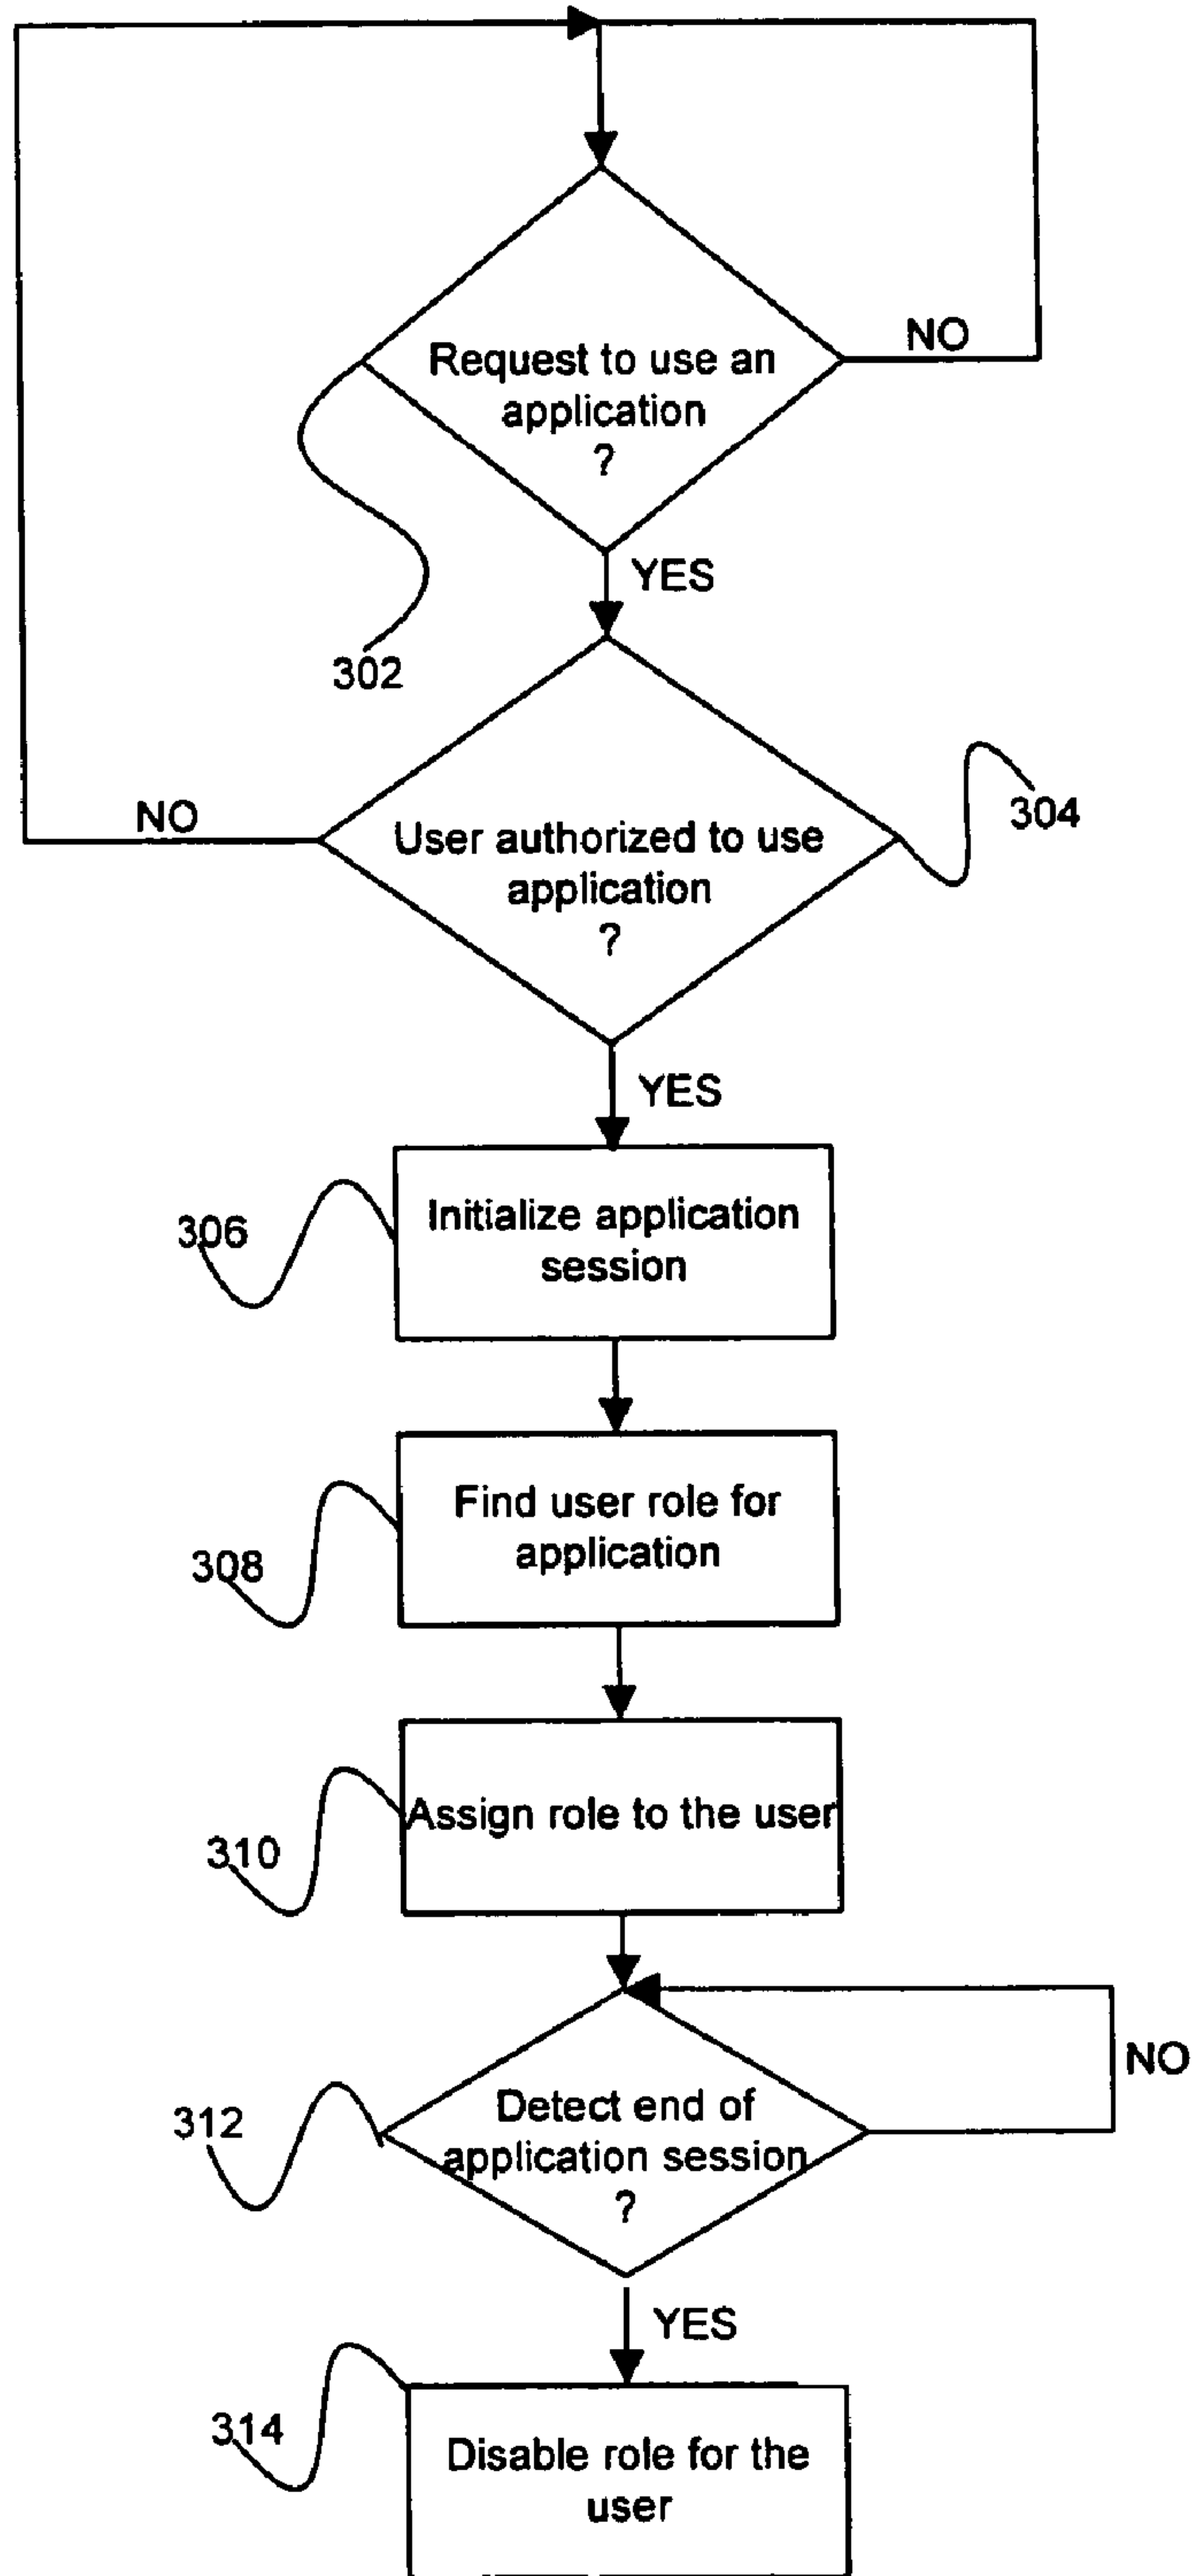 Request to use an
application
?
NO
YES
302
User authorized to use
application
?
NO
304
YES
Initialize application
session
306
Find user role for
application
308
Assign role to the user
310
Detect end of
application session
?
NO
312
YES
Disable role for the
user
314